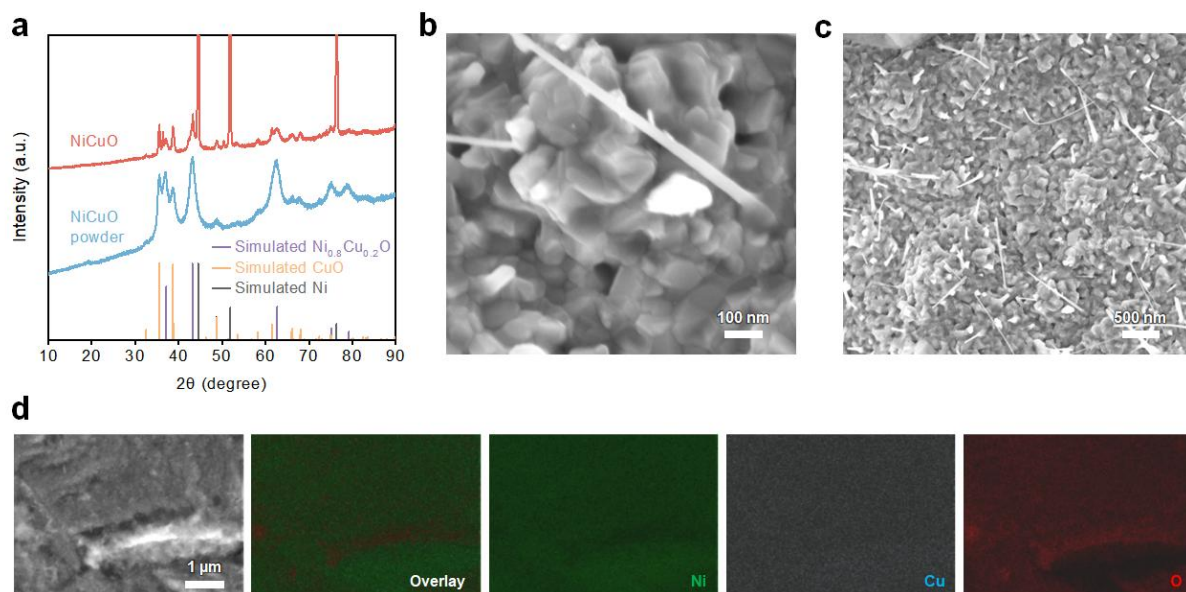 a
Intensity (a.u.)
NiCuO
NiCuO
powder
Simulated Ni₀.₈Cu₀.₂O
Simulated CuO
Simulated Ni
10 20 30 40 50 60 70 80 90
2θ (degree)
b
100 nm
c
500 nm
d
1 μm
Overlay
Ni
Cu
O